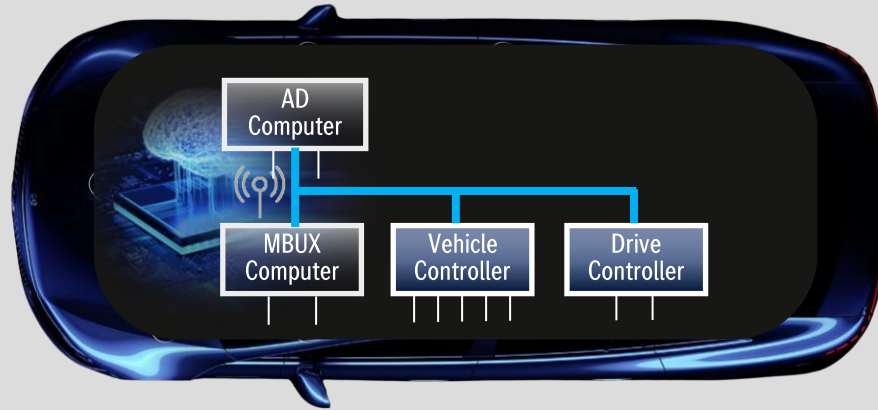 AD
Computer
MBUX
Computer
Vehicle
Controller
Drive
Controller